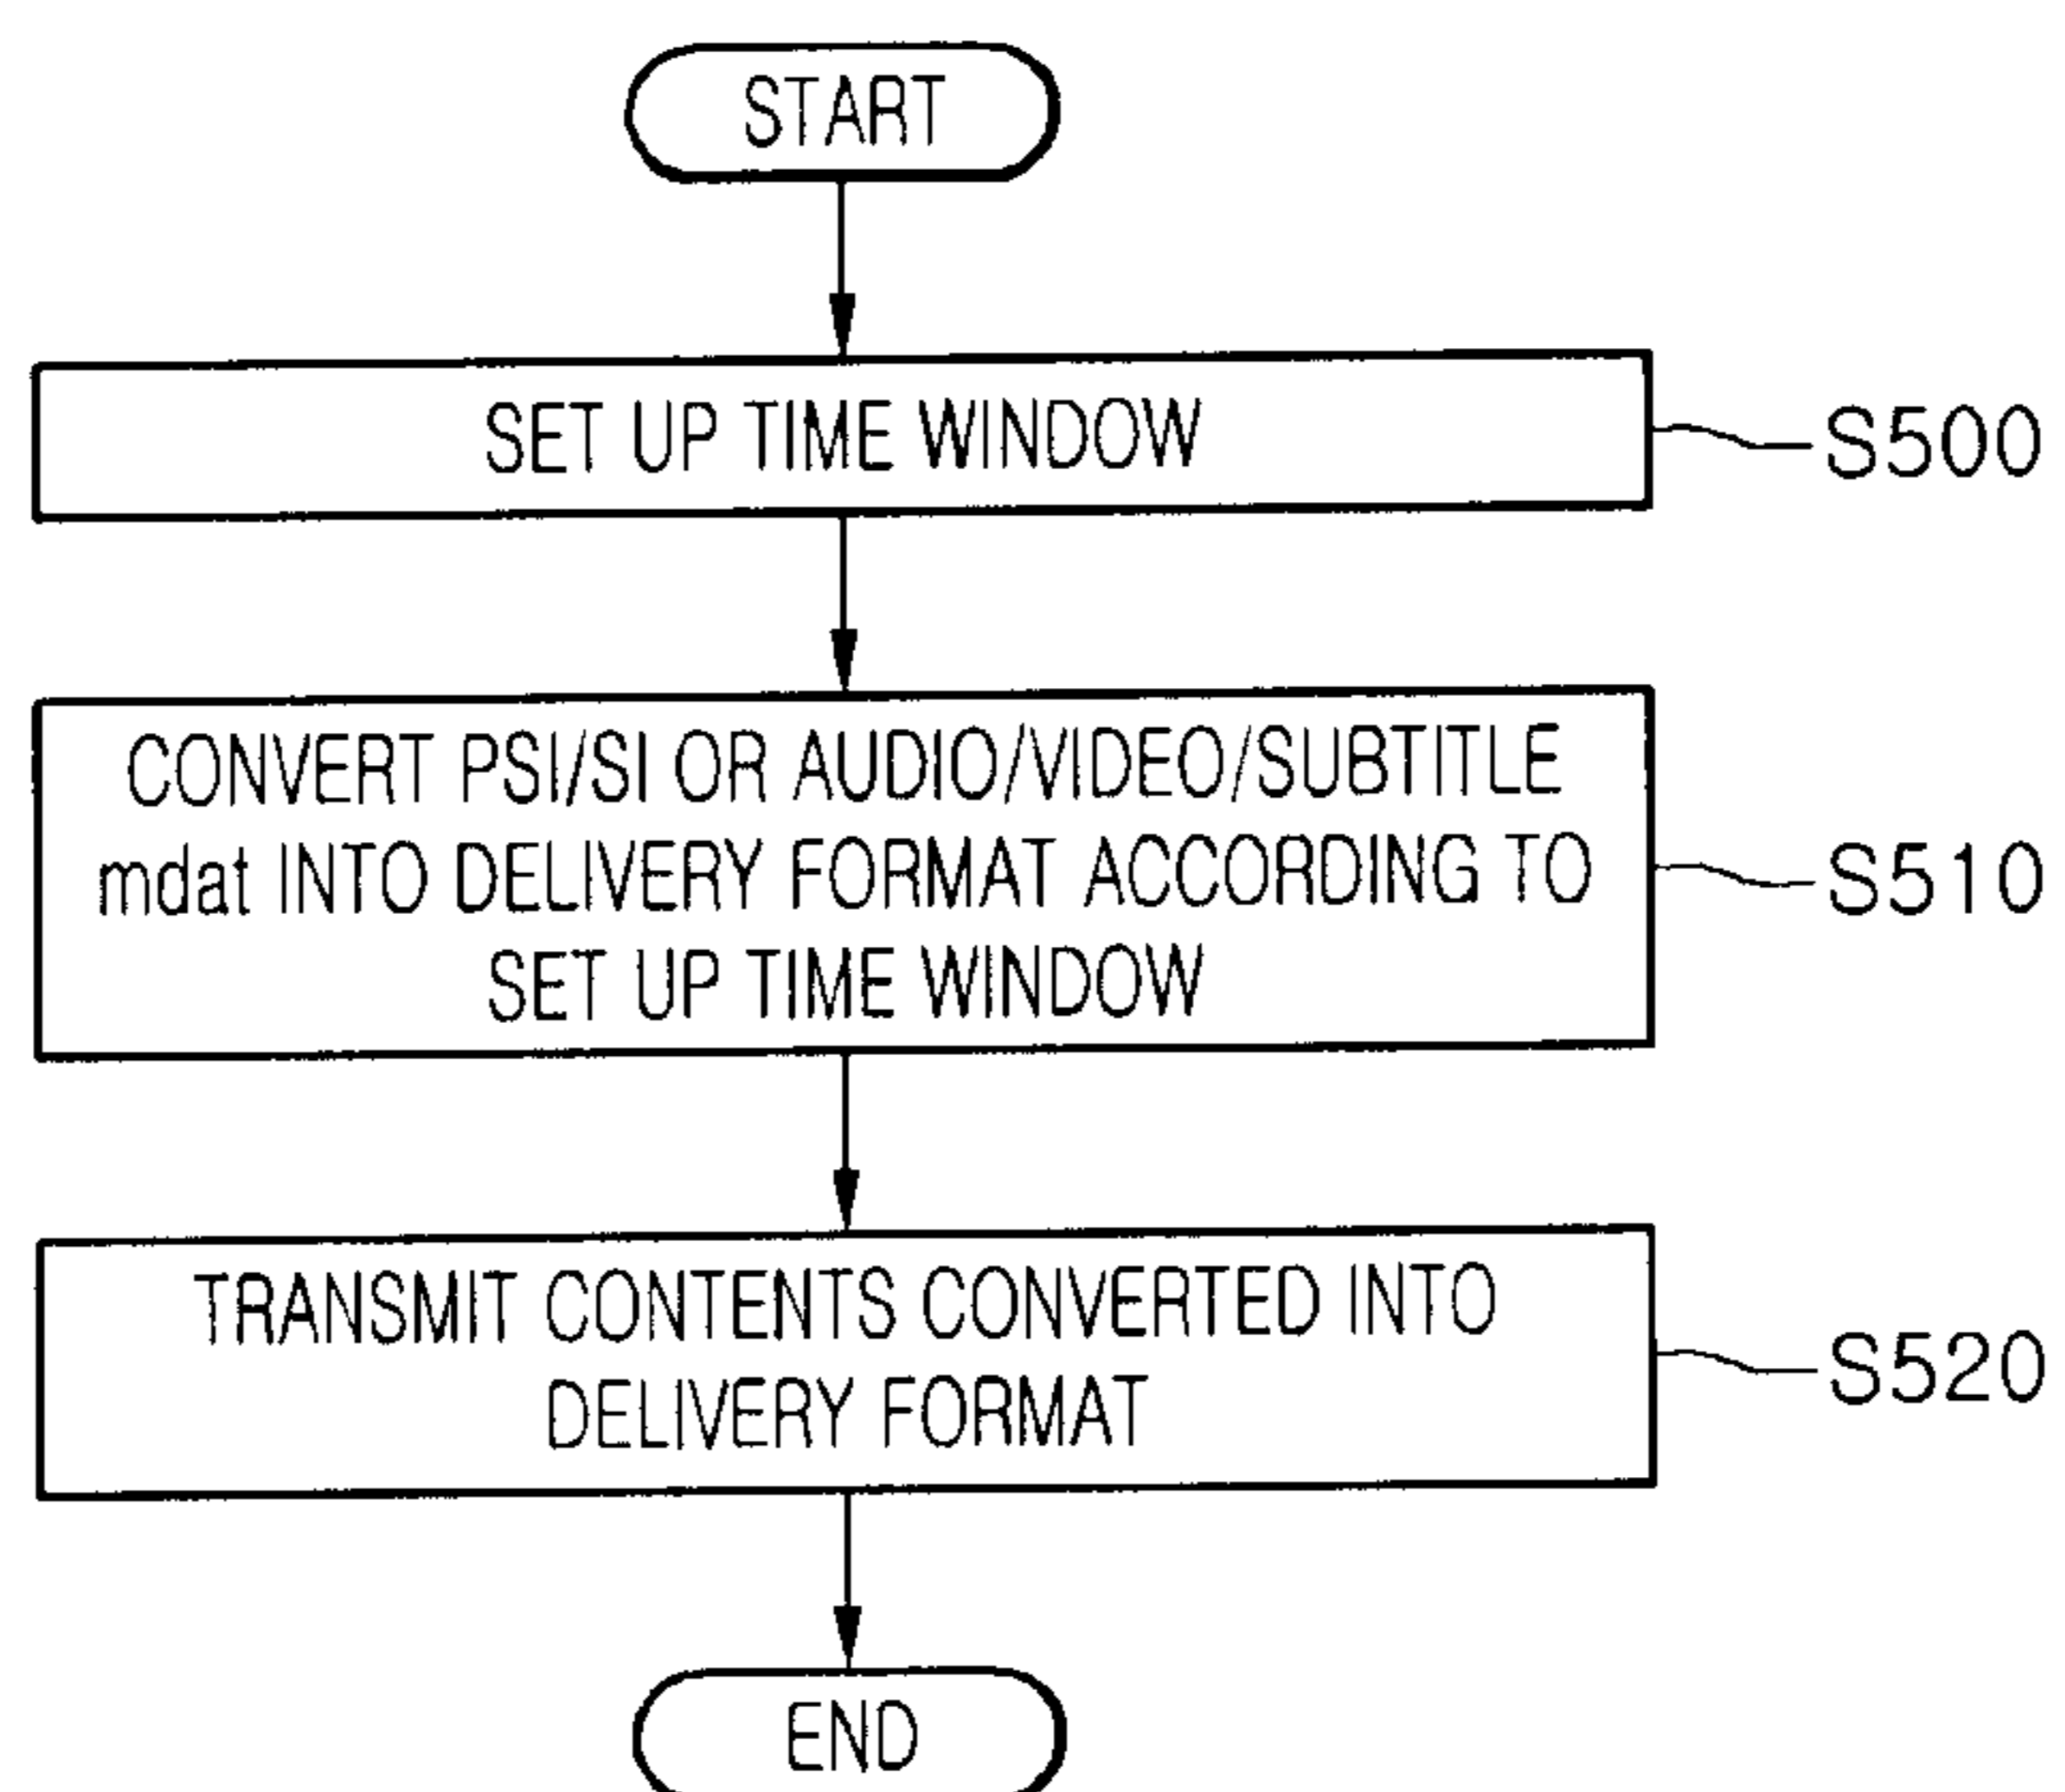 START
SET UP TIME WINDOW
S500
CONVERT PSI/SI OR AUDIO/VIDEO/SUBTITLE
mdat INTO DELIVERY FORMAT ACCORDING TO
SET UP TIME WINDOW
S510
TRANSMIT CONTENTS CONVERTED INTO
DELIVERY FORMAT
S520
END